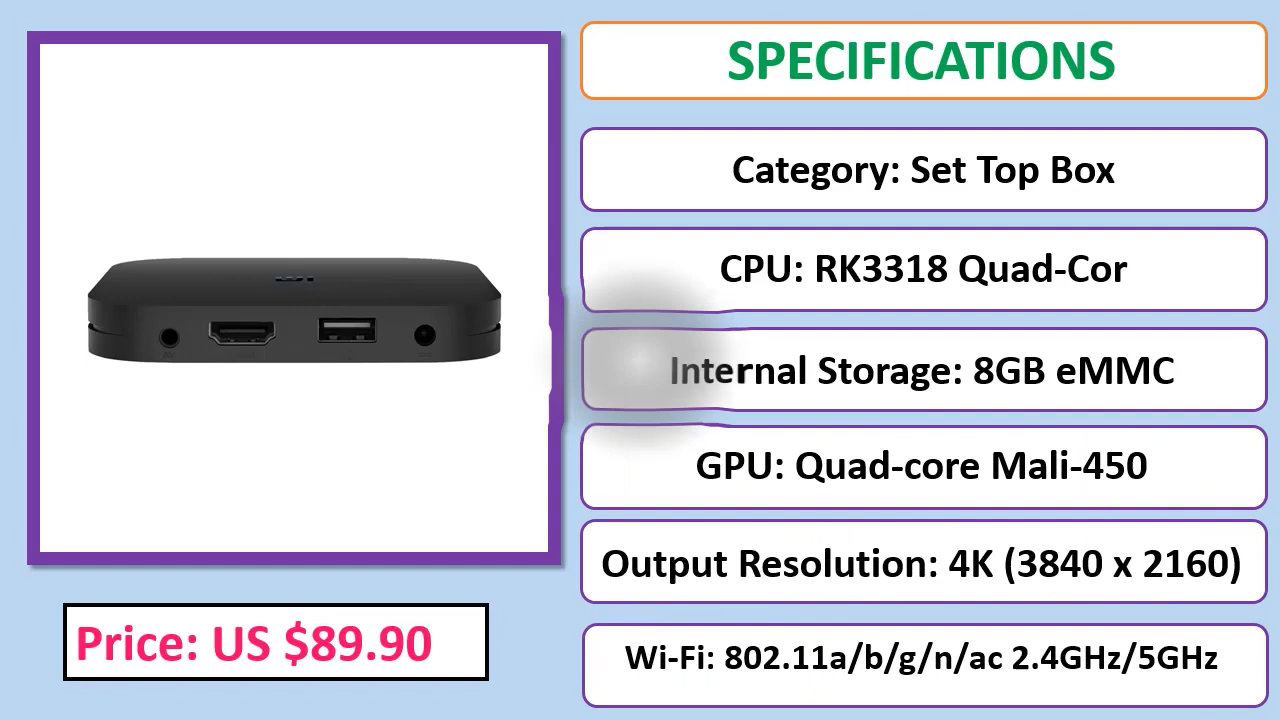 SPECIFICATIONS
Category: Set Top Box
CPU: RK3318 Quad-Cor
Internal Storage: 8GB eMMC
GPU: Quad-core Mali-450
Output Resolution: 4K (3840 x 2160)
Wi-Fi: 802.11a/b/g/n/ac 2.4GHz/5GHz
Price: US $89.90